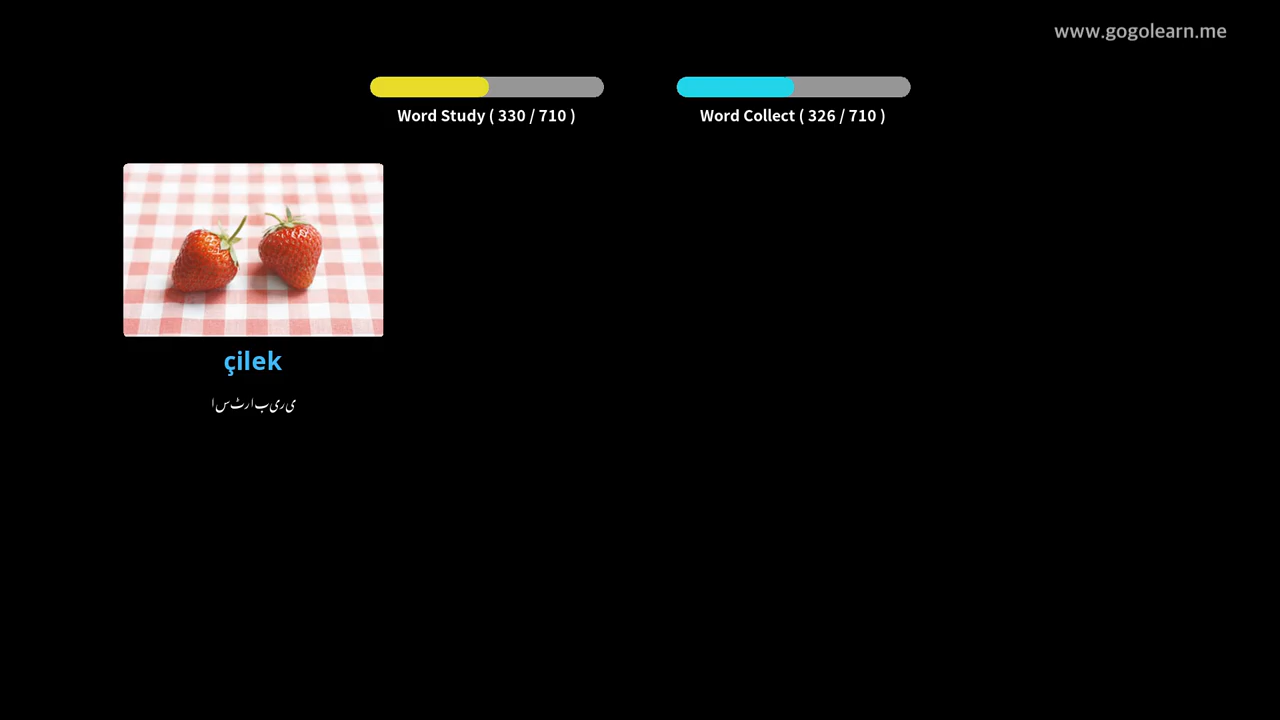 www.gogolearn.me
Word Study ( 330 / 710 )
Word Collect ( 326 / 710 )
çilek
اسٹرابیری